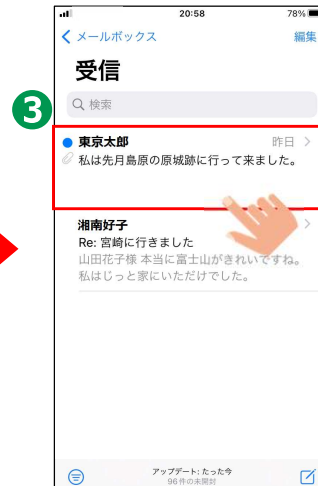 20:58
78%
メールボックス
編集
受信
3
検索
東京太郎
昨日
私は先月島原の原城跡に行って来ました。
湘南好子
Re: 宮崎に行きました
山田花子様 本当に富士山がきれいですね。
私はじっと家にいただけでした。
アップデート: たった今
96件の未開封